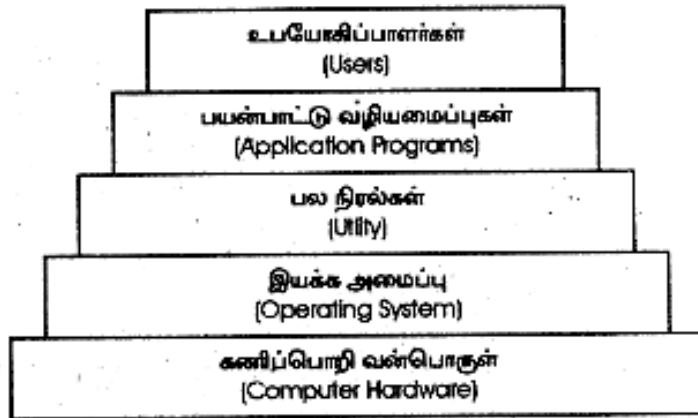 உபயோகிப்பாளர்கள்
(Users)
பயன்பாட்டு வழியமைப்புகள்
(Application Programs)
பல நிரல்கள்
(Utility)
இயக்க அமைப்பு
(Operating System)
கணிப்பொறி வன்பொருள்
(Computer Hardware)